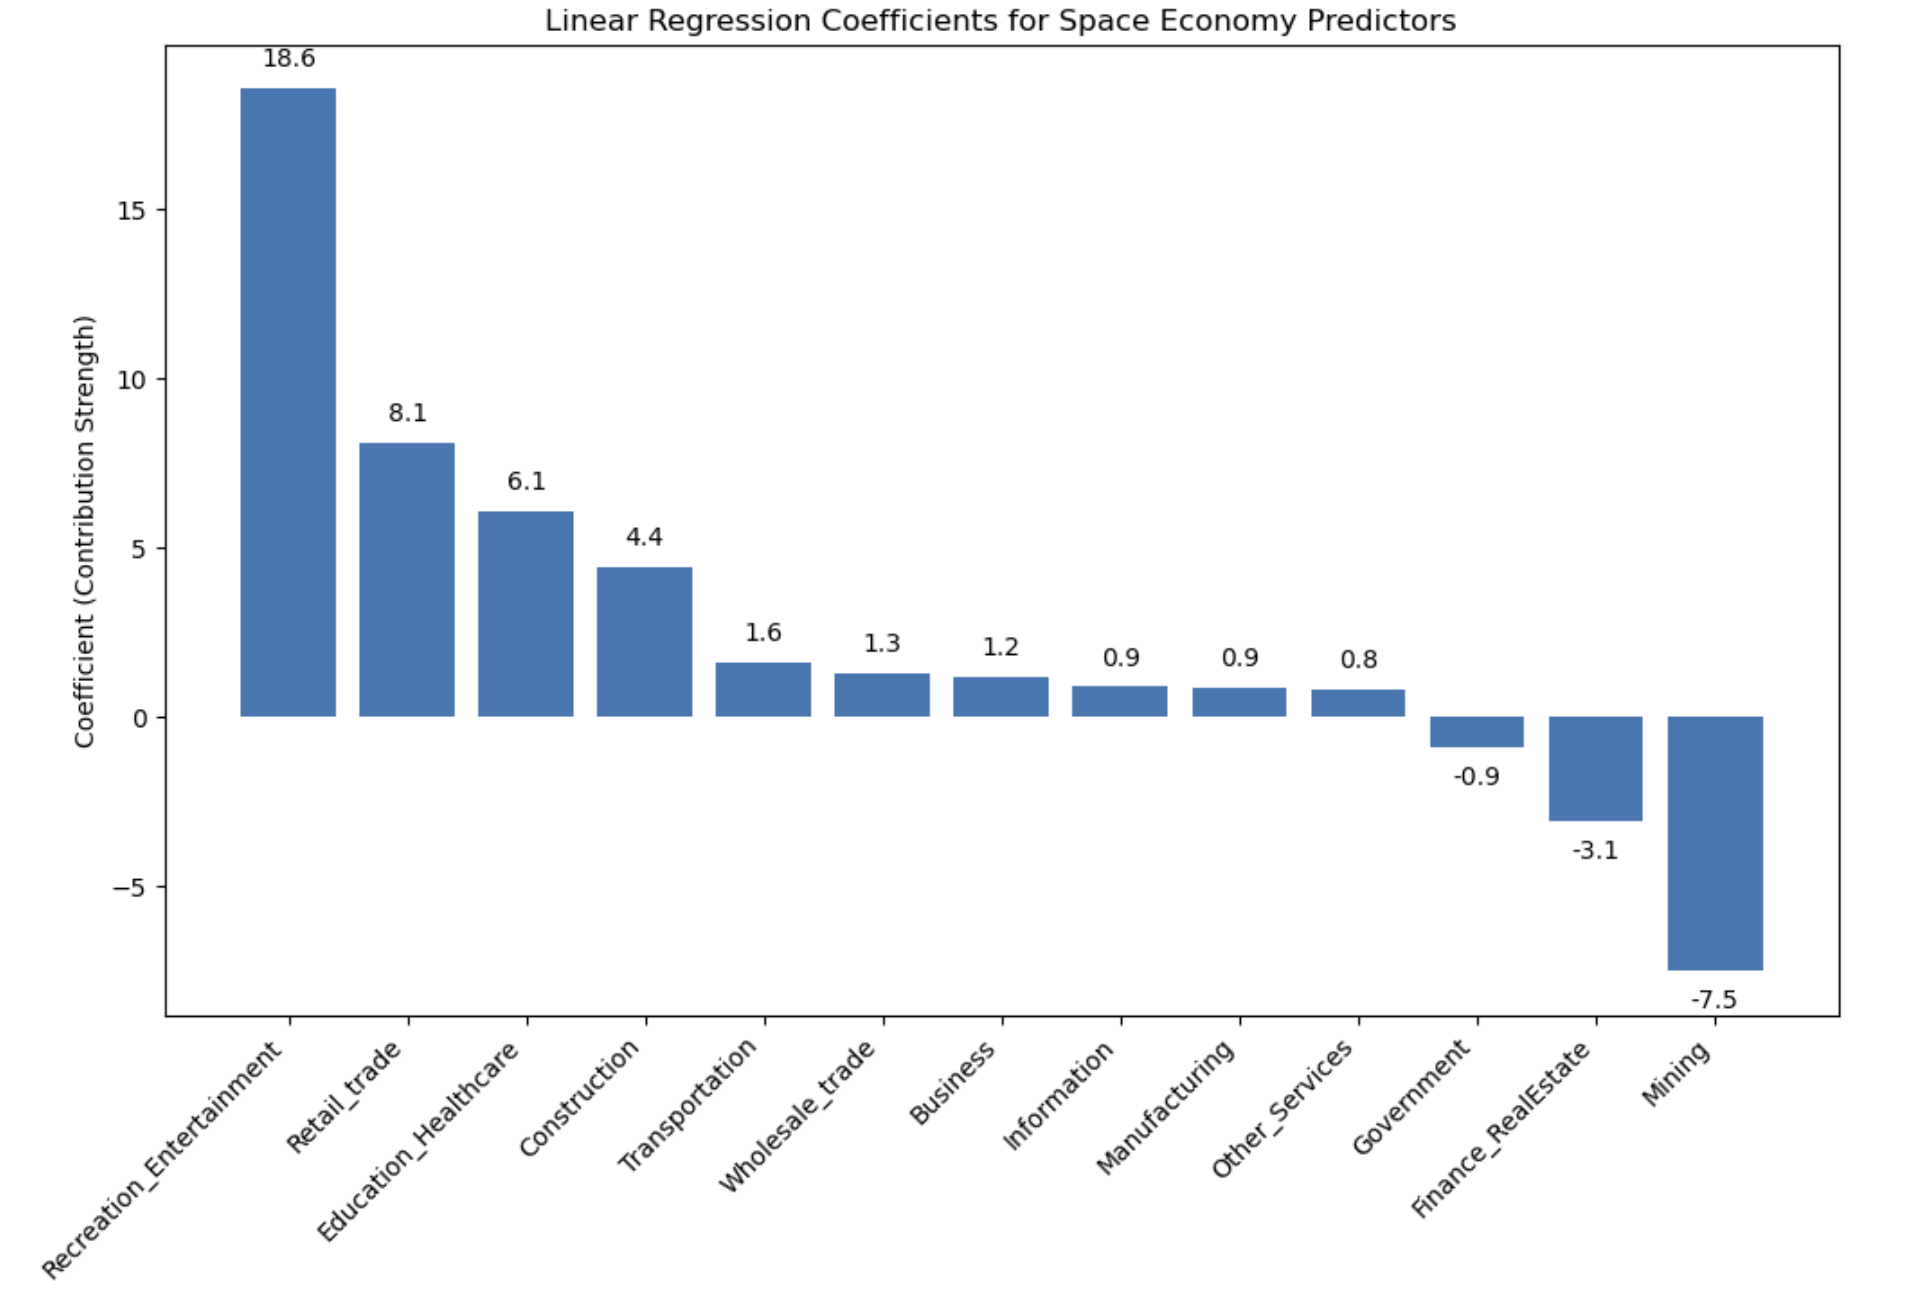 Linear Regression Coefficients for Space Economy Predictors
Coefficient (Contribution Strength)
15
10
5
0
−5
18.6
8.1
6.1
4.4
1.6
1.3
1.2
0.9
0.9
0.8
-0.9
-3.1
-7.5
Recreation_Entertainment
Retail_trade
Education_Healthcare
Construction
Transportation
Wholesale_trade
Business
Information
Manufacturing
Other_Services
Government
Finance_RealEstate
Mining